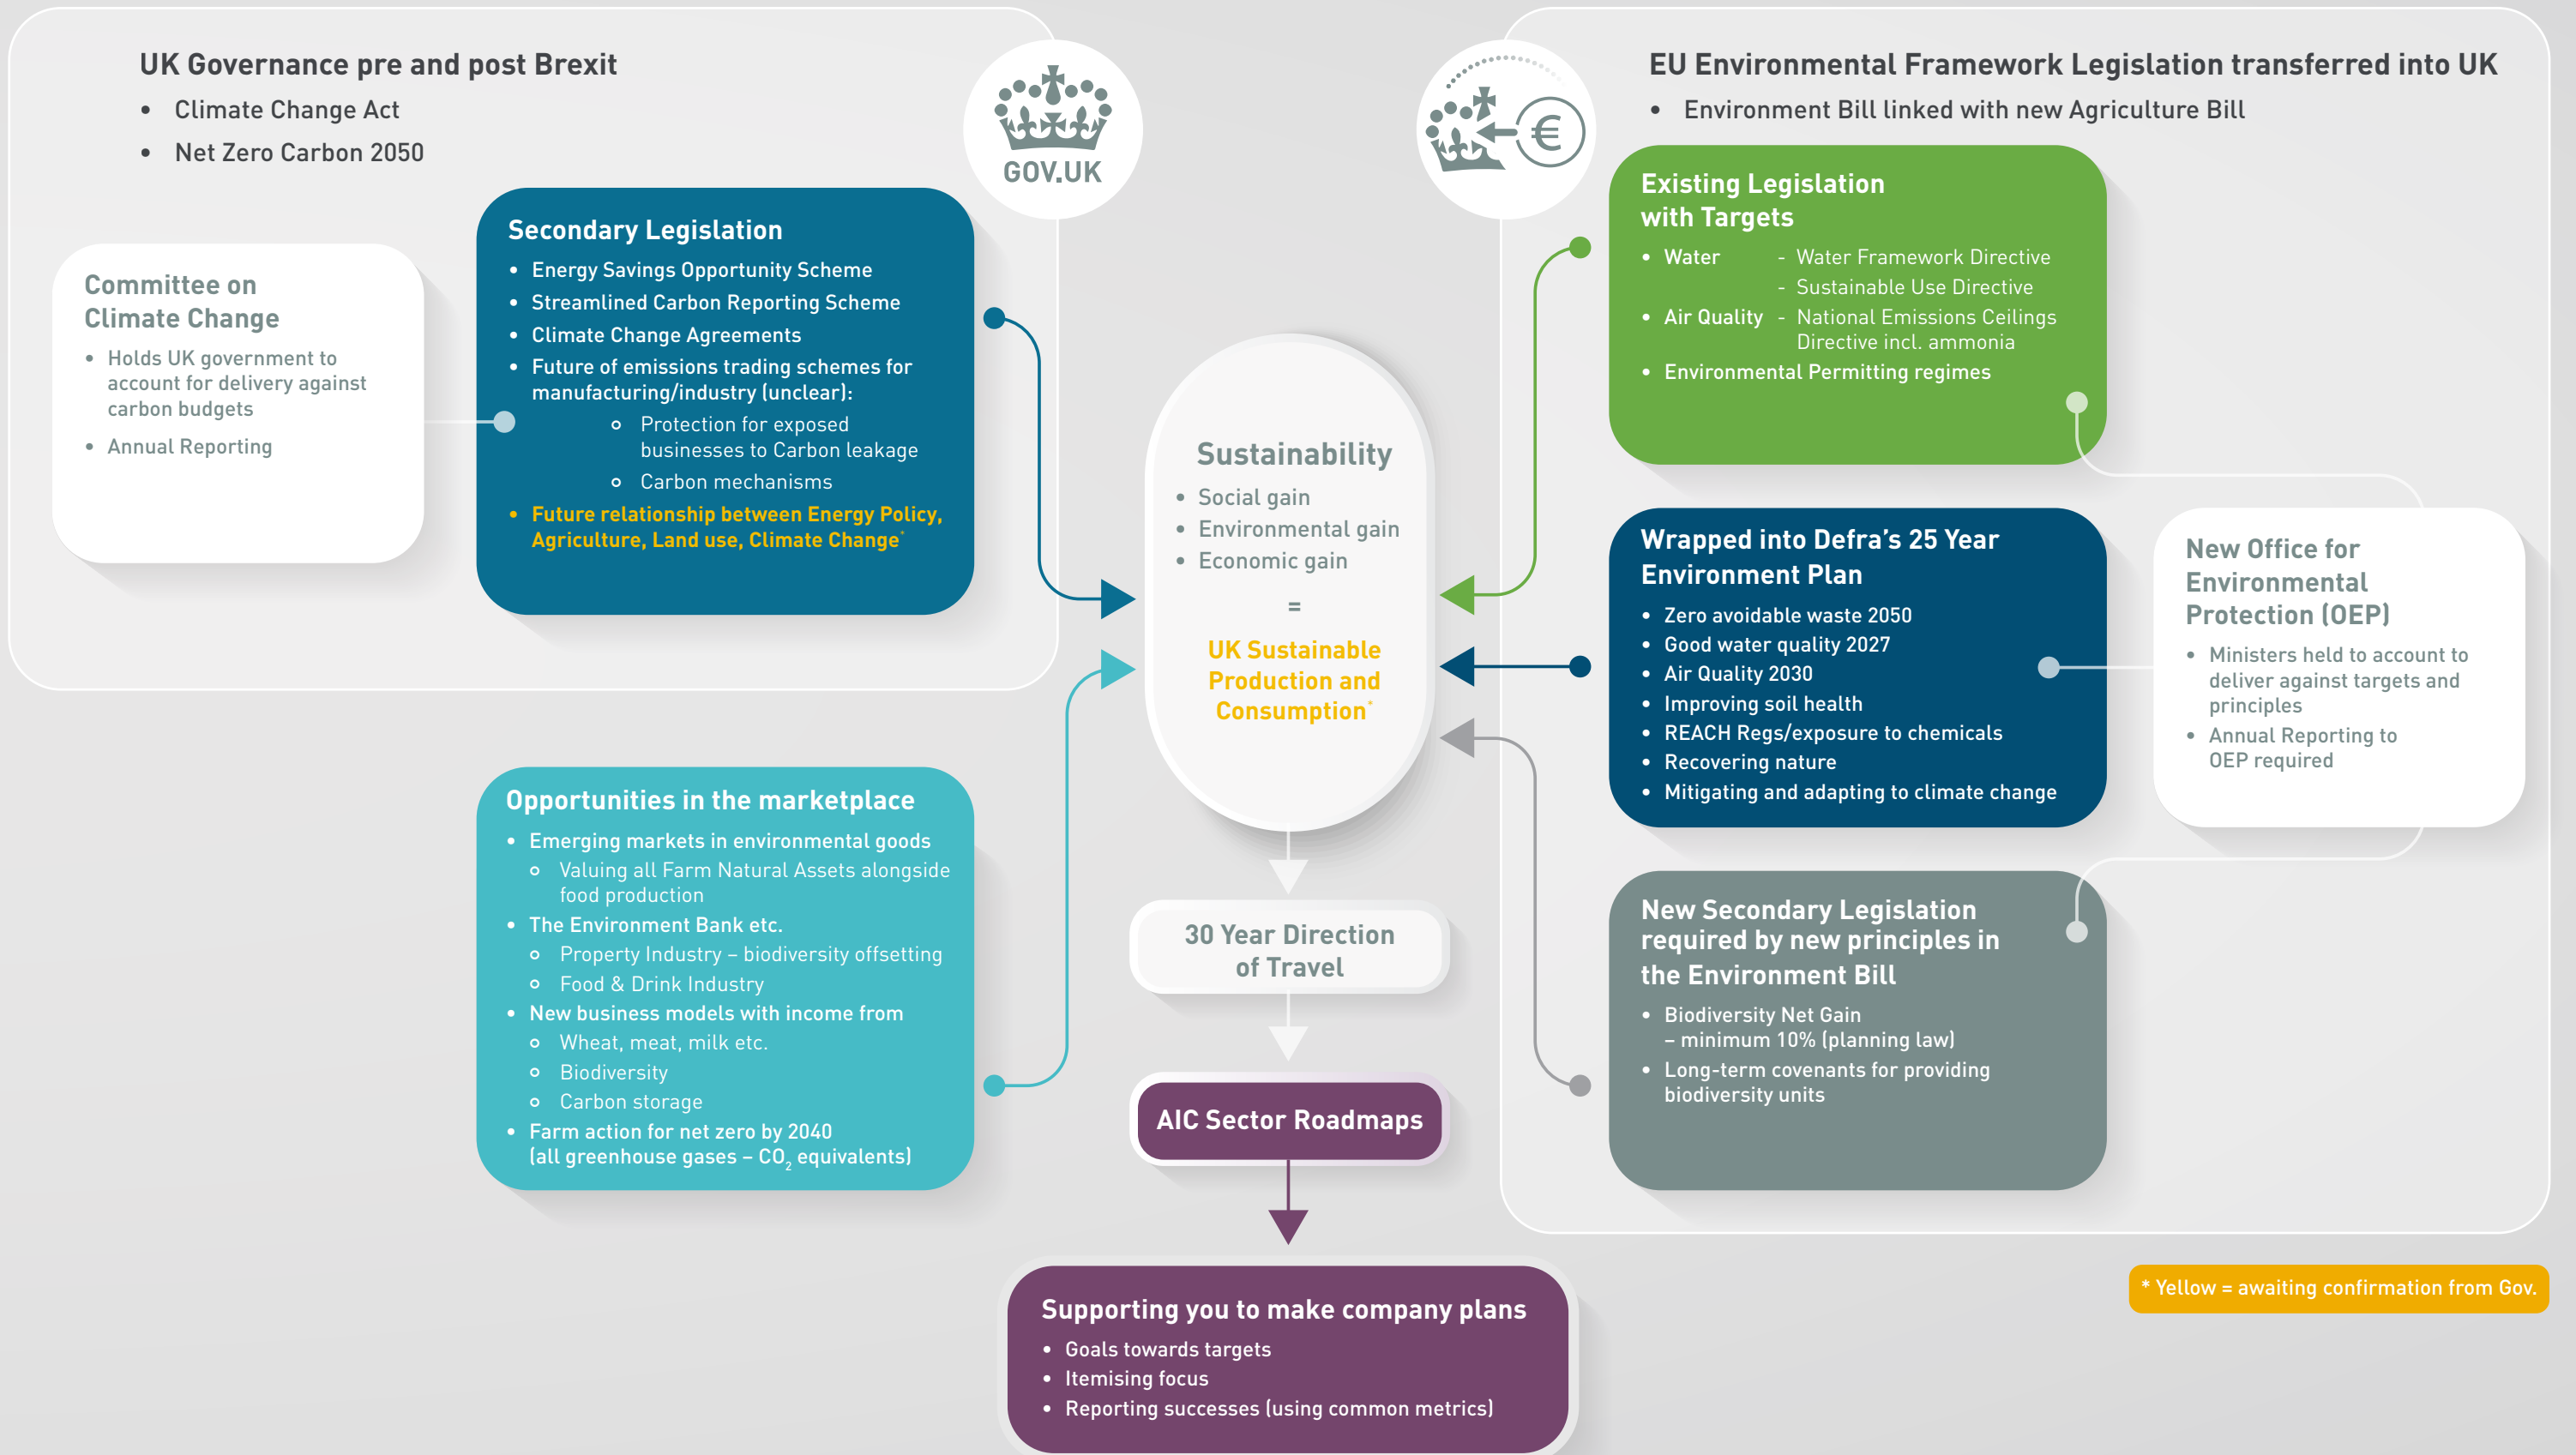 UK Governance pre and post Brexit
• Climate Change Act
• Net Zero Carbon 2050
GOV.UK
Committee on
Climate Change
• Holds UK government to
account for delivery against
carbon budgets
• Annual Reporting
Secondary Legislation
• Energy Savings Opportunity Scheme
• Streamlined Carbon Reporting Scheme
• Climate Change Agreements
• Future of emissions trading schemes for
manufacturing/industry (unclear):
Protection for exposed
businesses to Carbon leakage
Carbon mechanisms
• Future relationship between Energy Policy,
Agriculture, Land use, Climate Change*
Opportunities in the marketplace
• Emerging markets in environmental goods
Valuing all Farm Natural Assets alongside
food production
• The Environment Bank etc.
Property Industry – biodiversity offsetting
Food & Drink Industry
• New business models with income from
Wheat, meat, milk etc.
Biodiversity
Carbon storage
• Farm action for net zero by 2040
(all greenhouse gases – CO₂ equivalents)
Sustainability
• Social gain
• Environmental gain
• Economic gain
=
UK Sustainable
Production and
Consumption*
30 Year Direction
of Travel
AIC Sector Roadmaps
Supporting you to make company plans
• Goals towards targets
• Itemising focus
• Reporting successes (using common metrics)
€
EU Environmental Framework Legislation transferred into UK
• Environment Bill linked with new Agriculture Bill
Existing Legislation
with Targets
• Water - Water Framework Directive
- Sustainable Use Directive
• Air Quality - National Emissions Ceilings
Directive incl. ammonia
• Environmental Permitting regimes
Wrapped into Defra's 25 Year
Environment Plan
• Zero avoidable waste 2050
• Good water quality 2027
• Air Quality 2030
• Improving soil health
• REACH Regs/exposure to chemicals
• Recovering nature
• Mitigating and adapting to climate change
New Office for
Environmental
Protection (OEP)
• Ministers held to account to
deliver against targets and
principles
• Annual Reporting to
OEP required
New Secondary Legislation
required by new principles in
the Environment Bill
• Biodiversity Net Gain
– minimum 10% (planning law)
• Long-term covenants for providing
biodiversity units
* Yellow = awaiting confirmation from Gov.